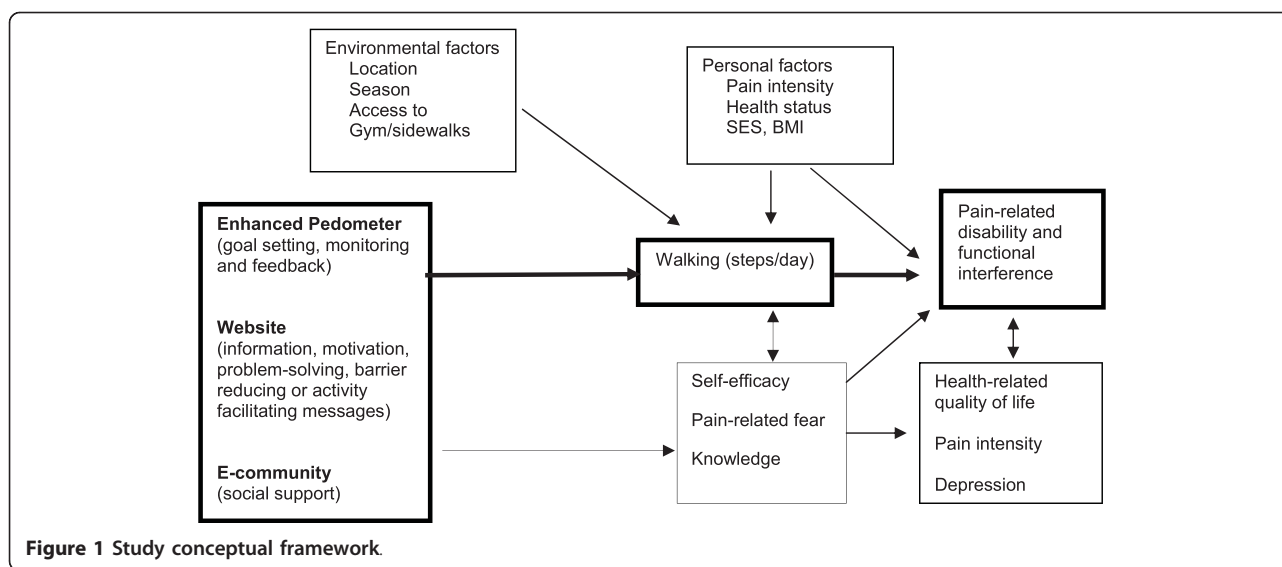 Environmental factors
Location
Season
Access to
Gym/sidewalks
Personal factors
Pain intensity
Health status
SES, BMI
Enhanced Pedometer
(goal setting, monitoring
and feedback)
Website
(information, motivation,
problem-solving, barrier
reducing or activity
facilitating messages)
E-community
(social support)
Walking (steps/day)
Pain-related
disability and
functional
interference
Self-efficacy
Pain-related fear
Knowledge
Health-related
quality of life
Pain intensity
Depression
Figure 1 Study conceptual framework.